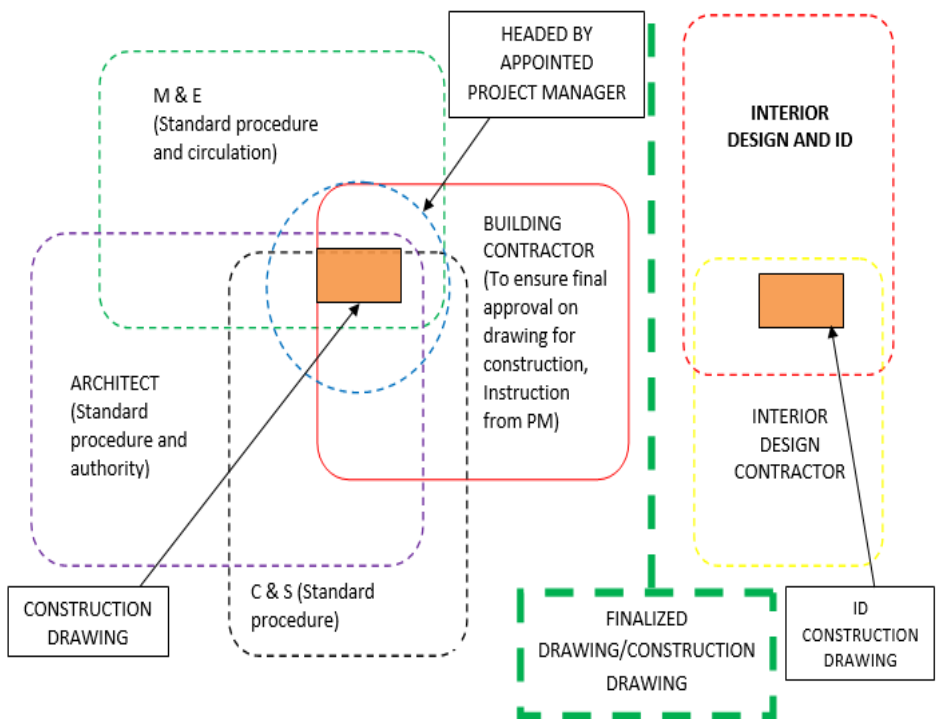 M & E
(Standard procedure
and circulation)
HEADED BY
APPOINTED
PROJECT MANAGER
INTERIOR
DESIGN AND ID
BUILDING
CONTRACTOR
(To ensure final
approval on
drawing for
construction,
Instruction
from PM)
ARCHITECT
(Standard
procedure and
authority)
INTERIOR
DESIGN
CONTRACTOR
C & S (Standard
procedure)
CONSTRUCTION
DRAWING
FINALIZED
DRAWING/CONSTRUCTION
DRAWING
ID
CONSTRUCTION
DRAWING